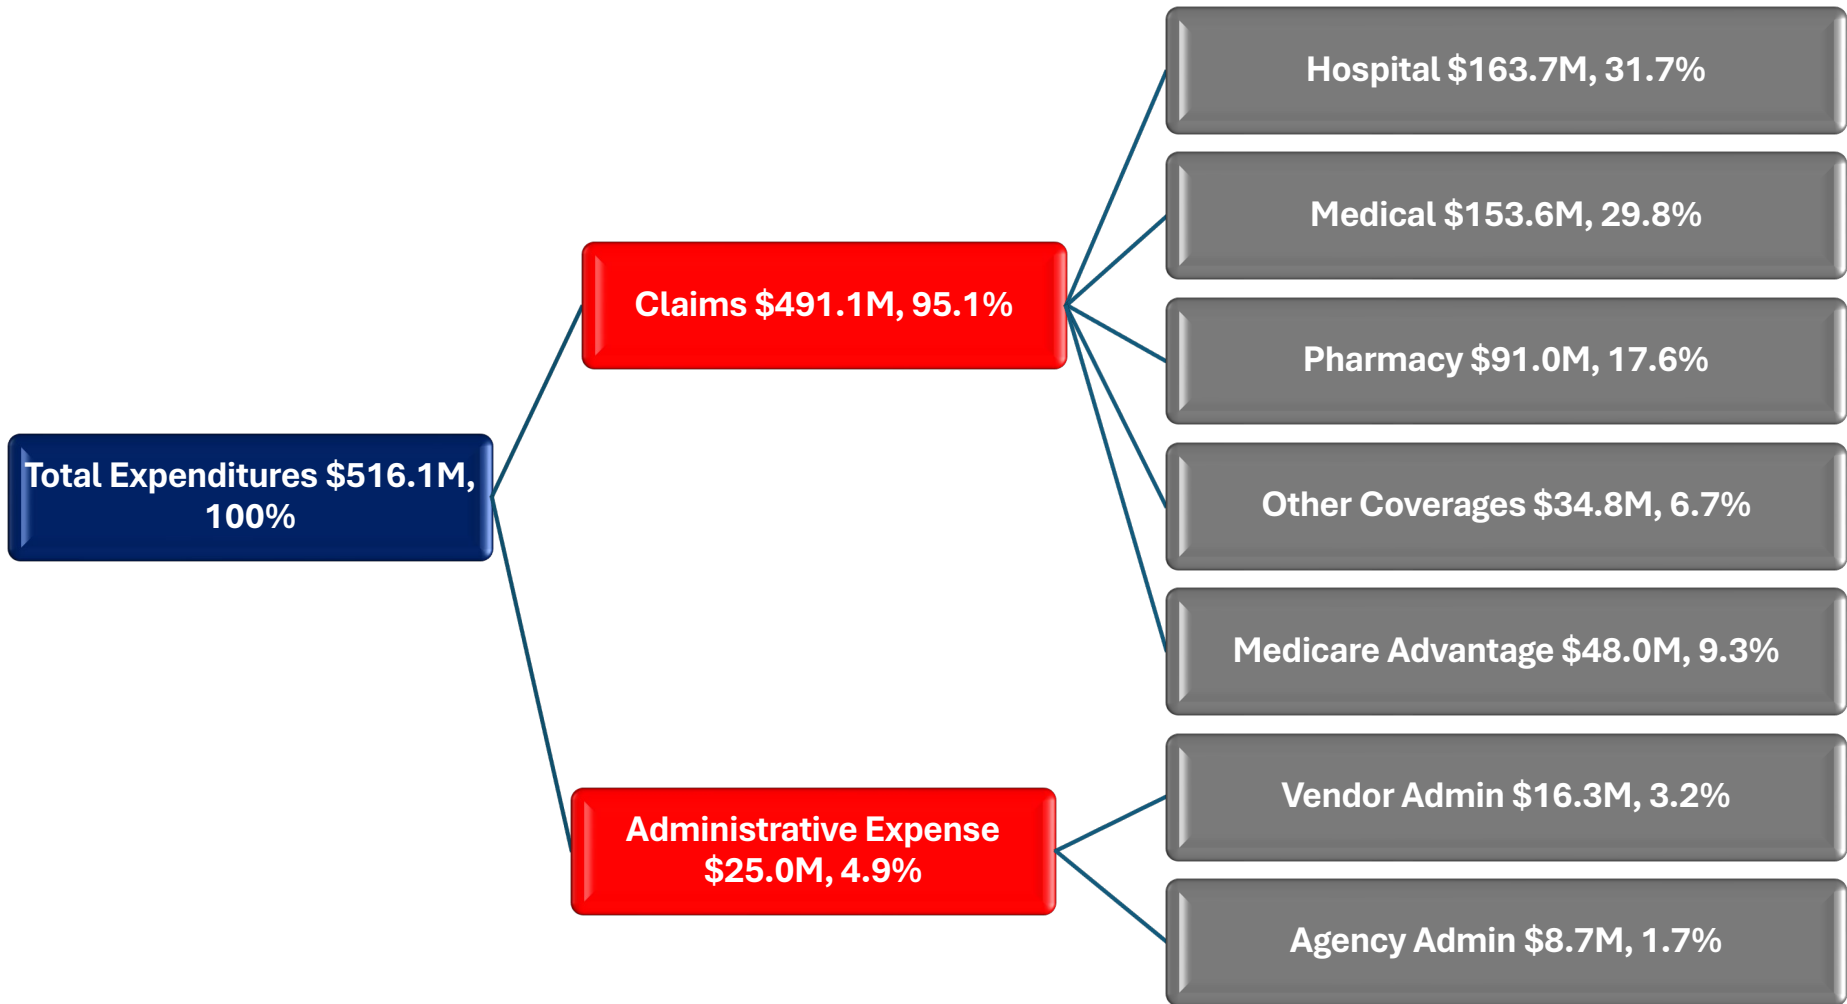 Total Expenditures $516.1M,
100%
Claims $491.1M, 95.1%
Administrative Expense
$25.0M, 4.9%
Hospital $163.7M, 31.7%
Medical $153.6M, 29.8%
Pharmacy $91.0M, 17.6%
Other Coverages $34.8M, 6.7%
Medicare Advantage $48.0M, 9.3%
Vendor Admin $16.3M, 3.2%
Agency Admin $8.7M, 1.7%